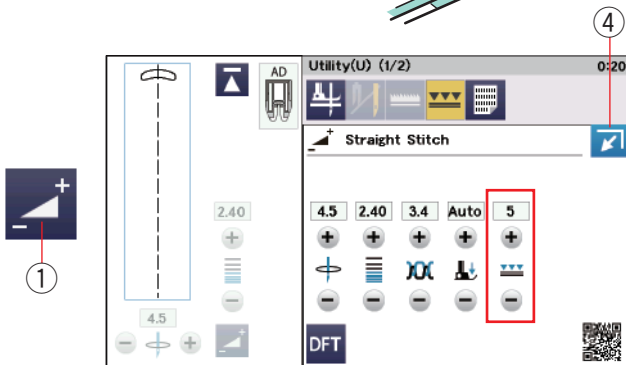 ④
AD
Utility(U) (1/2) 0:20
Straight Stitch
+
−
①
2.40
4.5
4.5 2.40 3.4 Auto 5
DFT